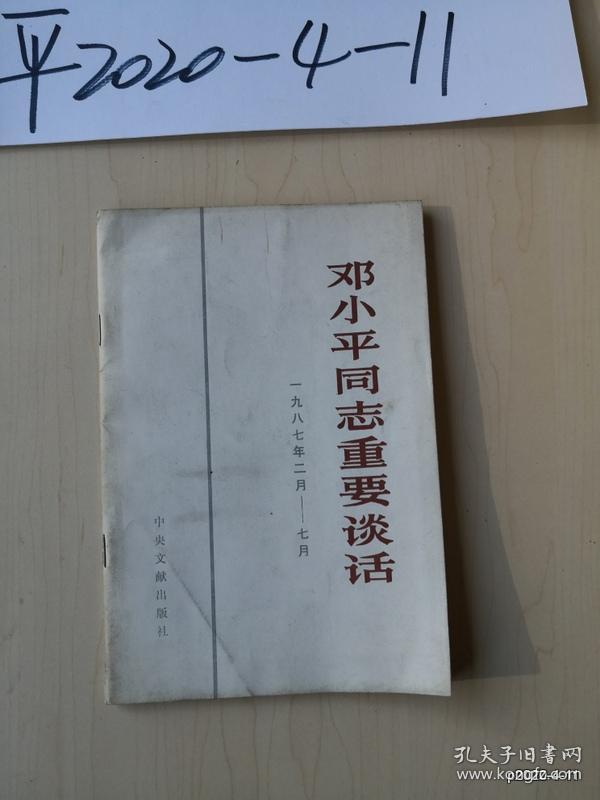 平2020-4-11
邓小平同志重要谈话
一九八七年二月——七月
中央文献出版社
孔夫子旧书网